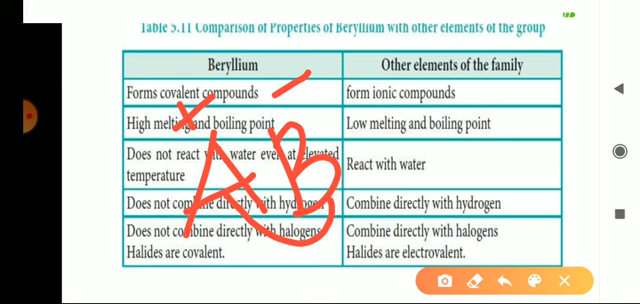 Table 5.11 Comparison of Properties of Beryllium with other elements of the group
Beryllium Other elements of the family
Forms covalent compounds form ionic compounds
High melting and boiling point Low melting and boiling point
Does not react with water even at elevated
temperature
React with water
Does not combine directly with hydrogen Combine directly with hydrogen
Does not combine directly with halogens
Halides are covalent.
Combine directly with halogens
Halides are electrovalent.
+ −
A B